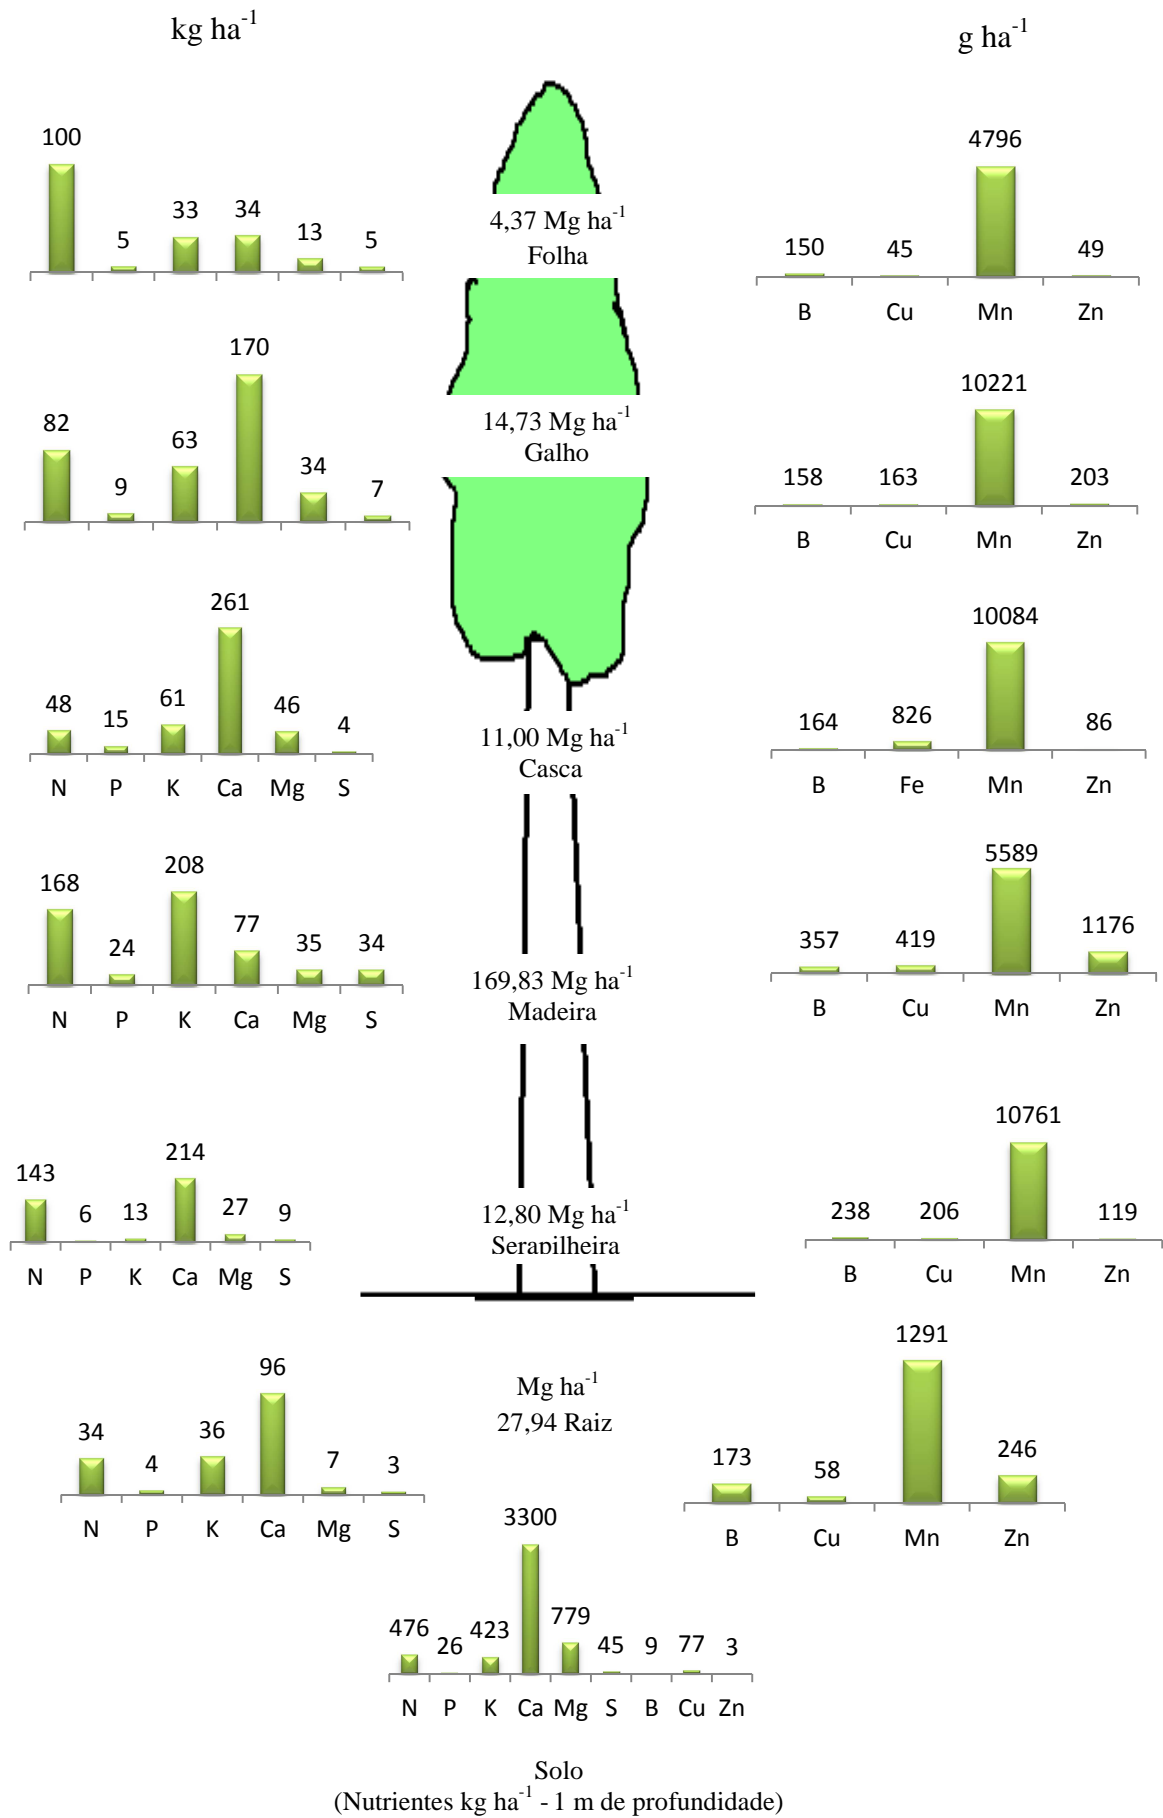 kg ha-1
g ha-1
100
5
33
34
13
5
4,37 Mg ha-1
Folha
4796
150
45
49
B Cu Mn Zn
170
82
9
63
34
7
14,73 Mg ha-1
Galho
10221
158
163
203
B Cu Mn Zn
261
48
15
61
46
4
N P K Ca Mg S
11,00 Mg ha-1
Casca
10084
164
826
86
B Fe Mn Zn
208
168
24
77
35
34
N P K Ca Mg S
169,83 Mg ha-1
Madeira
5589
357
419
1176
B Cu Mn Zn
214
143
6
13
27
9
N P K Ca Mg S
12,80 Mg ha-1
Serapilheira
10761
238
206
119
B Cu Mn Zn
96
34
4
36
7
3
N P K Ca Mg S
Mg ha-1
27,94 Raiz
1291
173
58
246
B Cu Mn Zn
3300
476
26
423
779
45
9
77
3
N P K Ca Mg S B Cu Zn
Solo
(Nutrientes kg ha-1 - 1 m de profundidade)